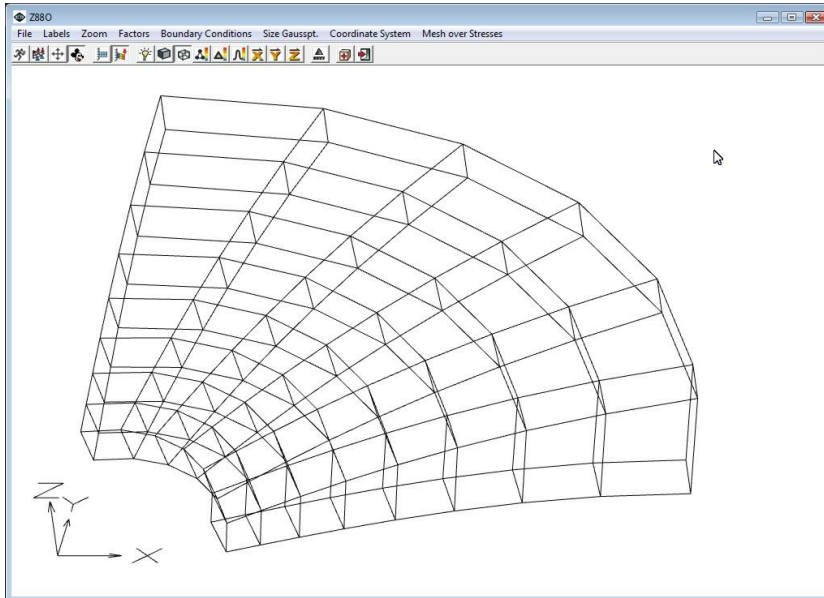 Z88O
File Labels Zoom Factors Boundary Conditions Size Gausspt. Coordinate System Mesh over Stresses
X Y Z
Z
Y
X